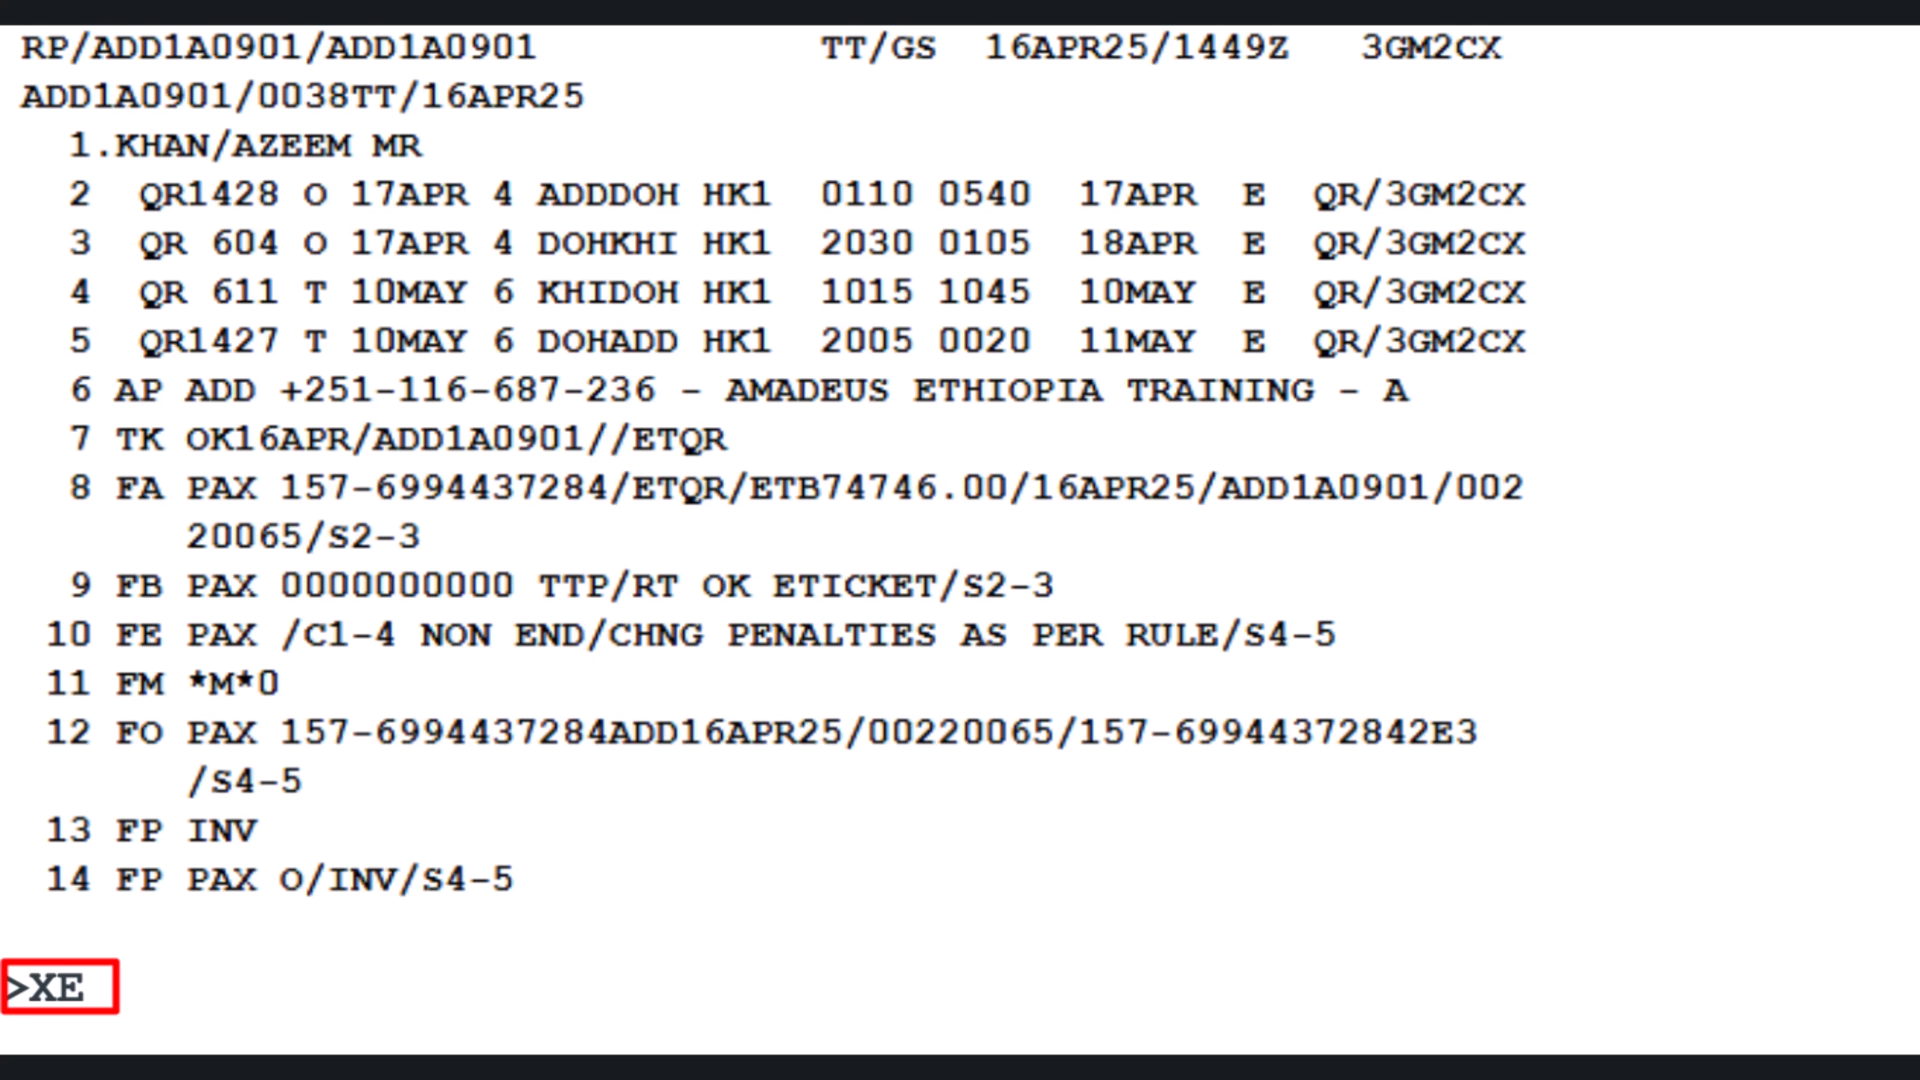 RP/ADD1A0901/ADD1A0901 TT/GS 16APR25/1449Z 3GM2CX
ADD1A0901/0038TT/16APR25
1.KHAN/AZEEM MR
2 QR1428 O 17APR 4 ADDDOH HK1 0110 0540 17APR E QR/3GM2CX
3 QR 604 O 17APR 4 DOHKHI HK1 2030 0105 18APR E QR/3GM2CX
4 QR 611 T 10MAY 6 KHIDOH HK1 1015 1045 10MAY E QR/3GM2CX
5 QR1427 T 10MAY 6 DOHADD HK1 2005 0020 11MAY E QR/3GM2CX
6 AP ADD +251-116-687-236 - AMADEUS ETHIOPIA TRAINING - A
7 TK OK16APR/ADD1A0901//ETQR
8 FA PAX 157-6994437284/ETQR/ETB74746.00/16APR25/ADD1A0901/002
20065/S2-3
9 FB PAX 0000000000 TTP/RT OK ETICKET/S2-3
10 FE PAX /C1-4 NON END/CHNG PENALTIES AS PER RULE/S4-5
11 FM *M*0
12 FO PAX 157-6994437284ADD16APR25/00220065/157-69944372842E3
/S4-5
13 FP INV
14 FP PAX O/INV/S4-5
>XE